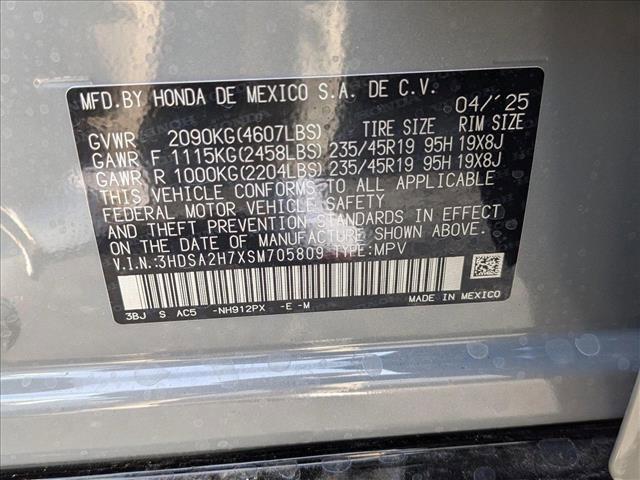 MFD.BY HONDA DE MEXICO S.A. DE C.V. 04/'25
GVWR 2090KG(4607LBS) TIRE SIZE RIM SIZE
GAWR F 1115KG(2458LBS) 235/45R19 95H 19X8J
GAWR R 1000KG(2204LBS) 235/45R19 95H 19X8J
THIS VEHICLE CONFORMS TO ALL APPLICABLE
FEDERAL MOTOR VEHICLE SAFETY
AND THEFT PREVENTION STANDARDS
IN EFFECT ON THE DATE OF MANUFACTURE SHOWN ABOVE.
V.I.N.:3HDSA2H7XSM705809 TYPE:MPV
3BJ S AC5 -NH912PX -E -M MADE IN MEXICO